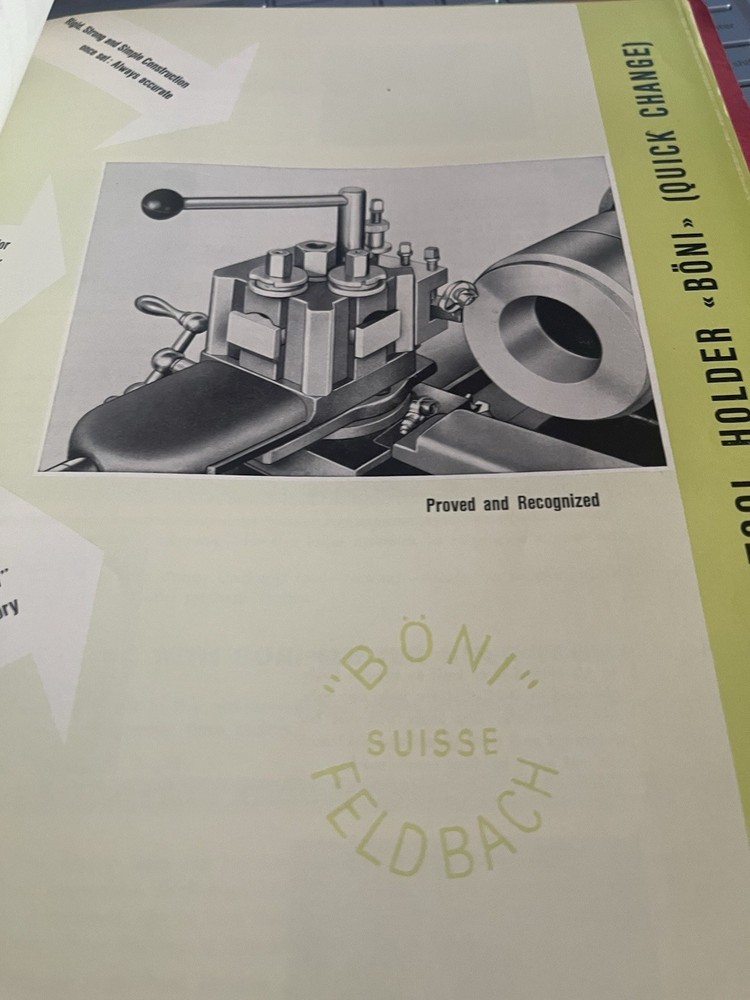 Rigid, Strong and Simple Construction
once set: Always accurate
TOOL HOLDER «BÖNI» (QUICK CHANGE)
Proved and Recognized
"BÖNI"
SUISSE
FELDBACH